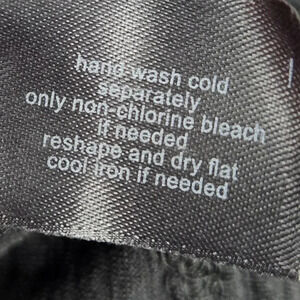 hand wash cold
separately
only non-chlorine bleach
if needed
reshape and dry flat
cool iron if needed